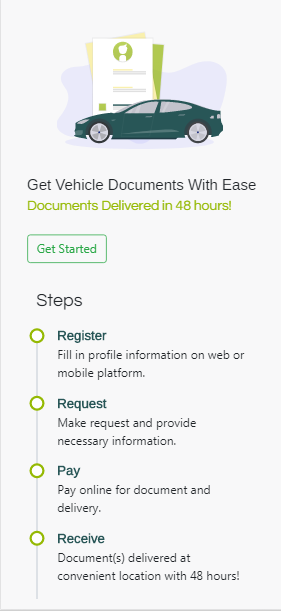 Get Vehicle Documents With Ease
Documents Delivered in 48 hours!
Get Started
Steps
Register
Fill in profile information on web or
mobile platform.
Request
Make request and provide
necessary information.
Pay
Pay online for document and
delivery.
Receive
Document(s) delivered at
convenient location with 48 hours!